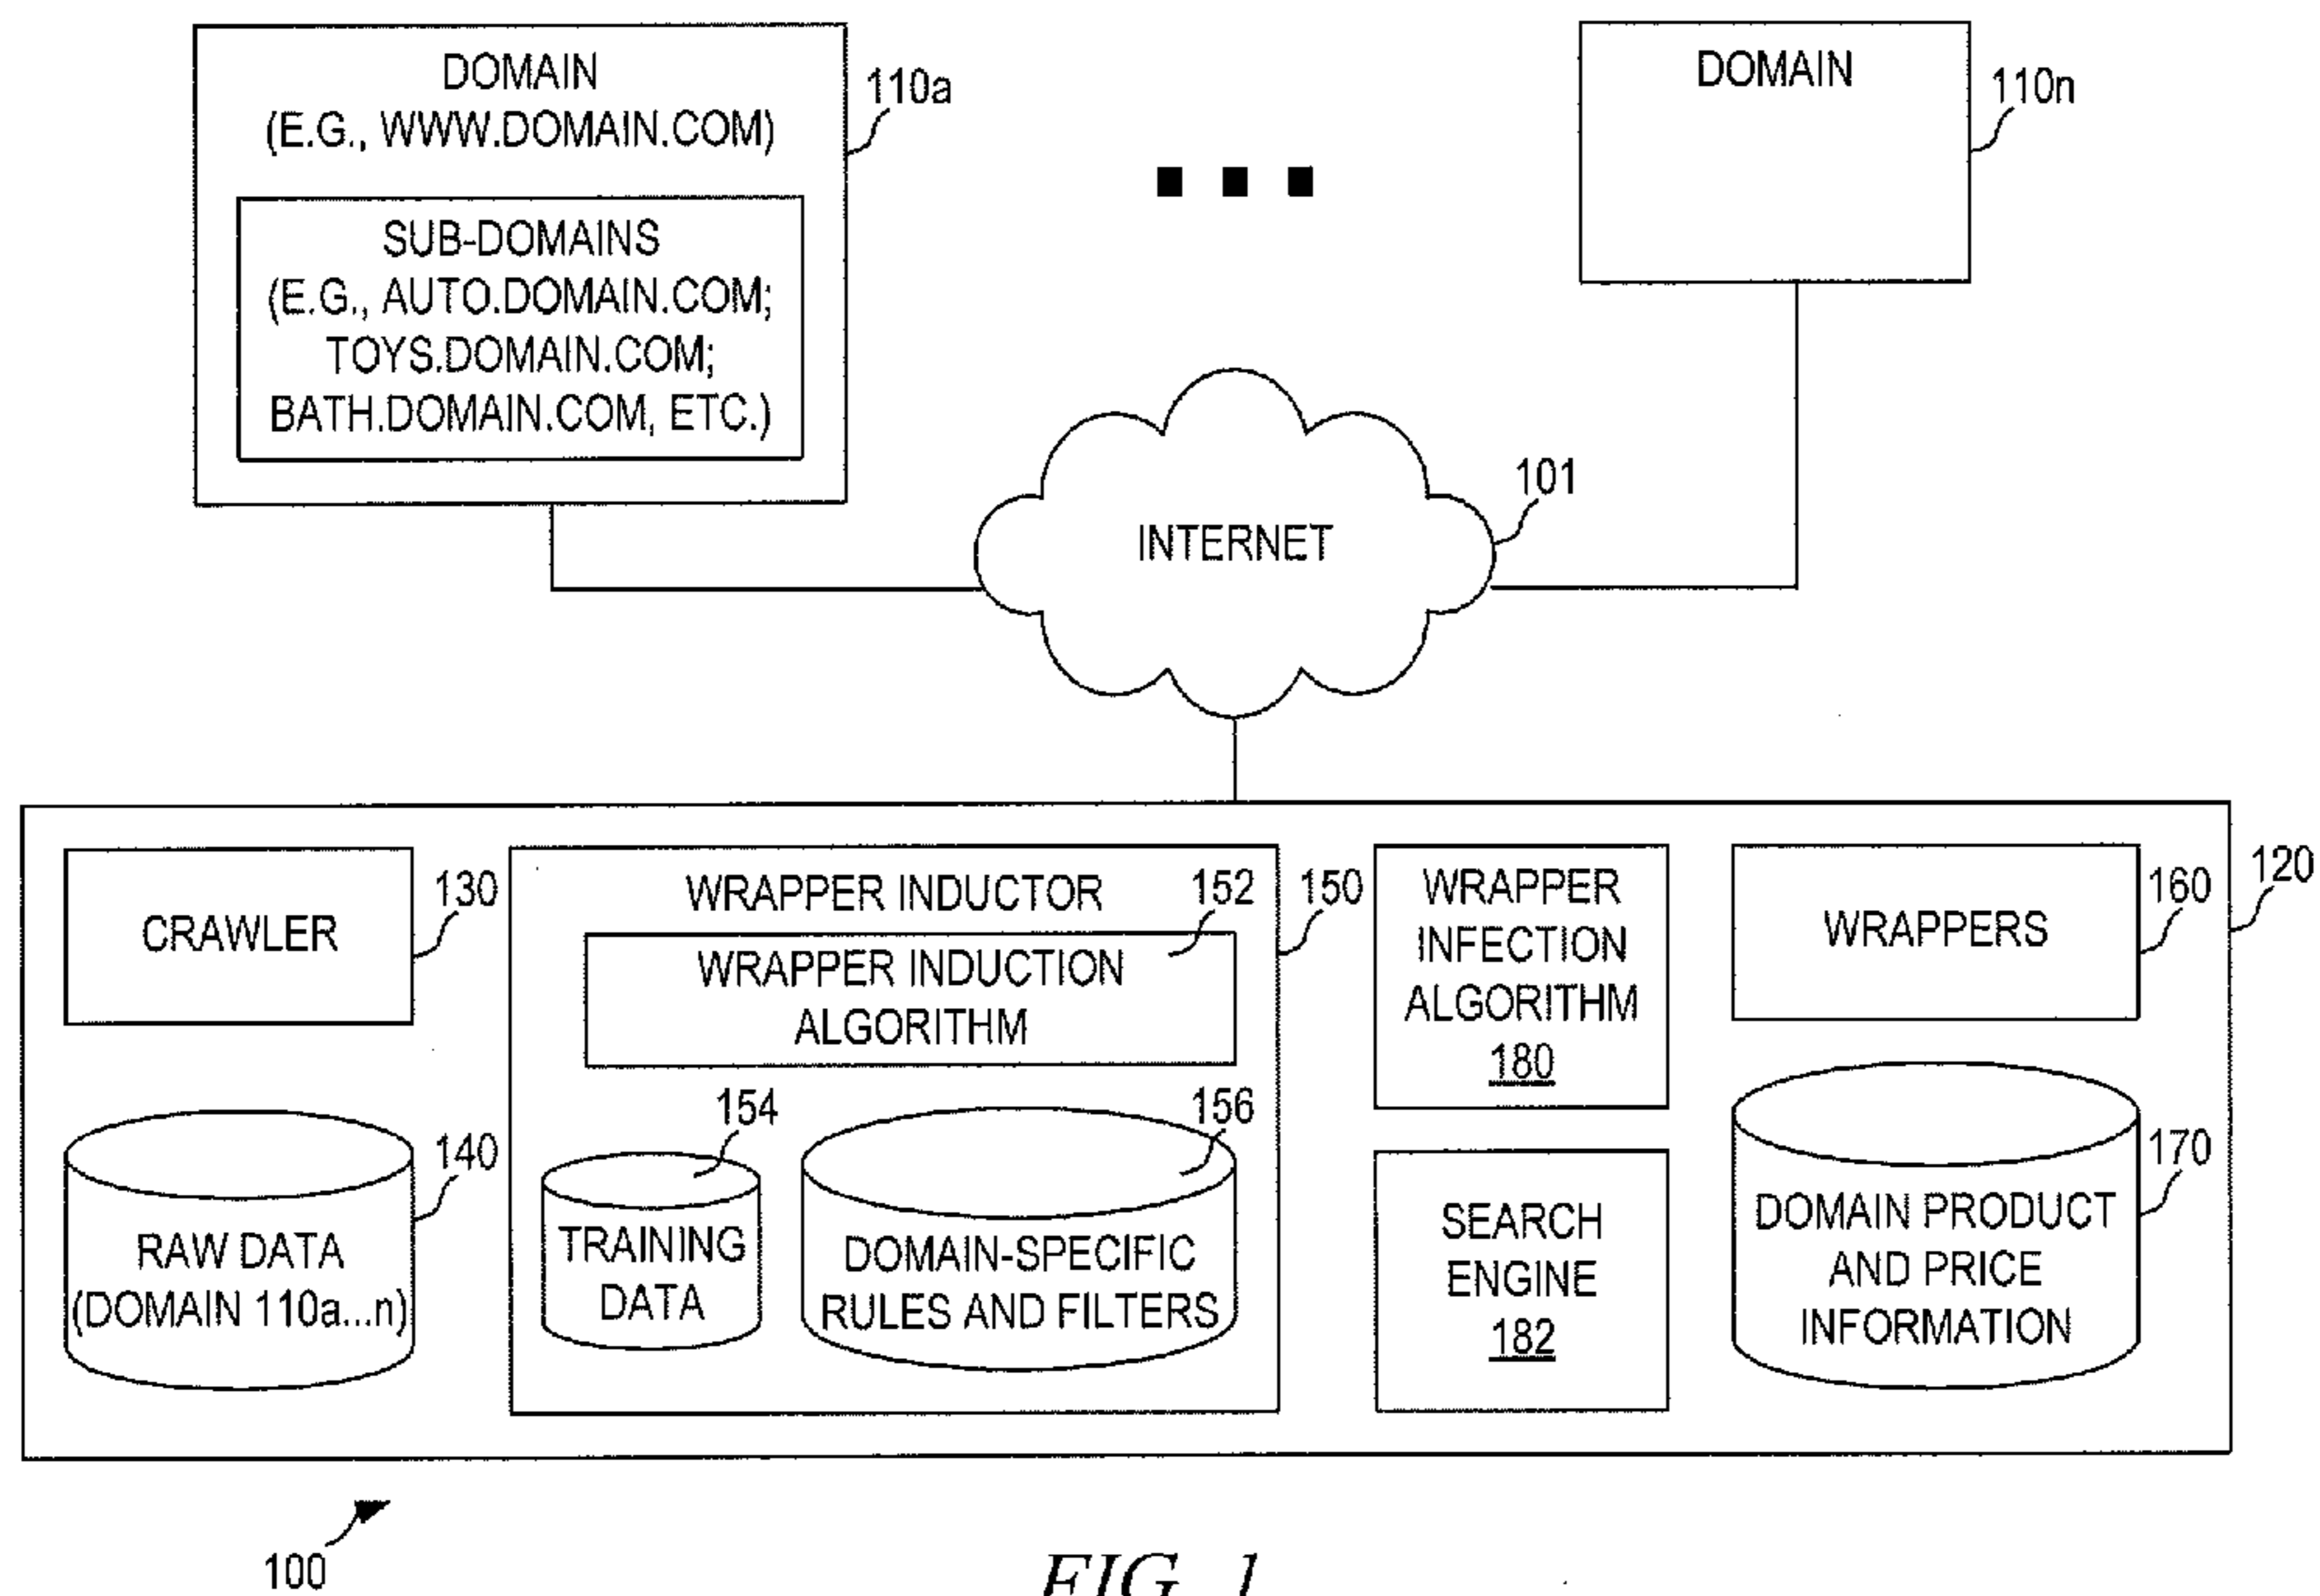 DOMAIN
(E.G., WWW.DOMAIN.COM)
110a
SUB-DOMAINS
(E.G., AUTO.DOMAIN.COM;
TOYS.DOMAIN.COM;
BATH.DOMAIN.COM, ETC.)
DOMAIN
110n
INTERNET
101
120
CRAWLER
130
RAW DATA
(DOMAIN 110a...n)
140
WRAPPER INDUCTOR
150
152
WRAPPER INDUCTION
ALGORITHM
154
TRAINING
DATA
156
DOMAIN-SPECIFIC
RULES AND FILTERS
WRAPPER
INFECTION
ALGORITHM
180
SEARCH
ENGINE
182
WRAPPERS
160
DOMAIN PRODUCT
AND PRICE
INFORMATION
170
100
FIG. 1